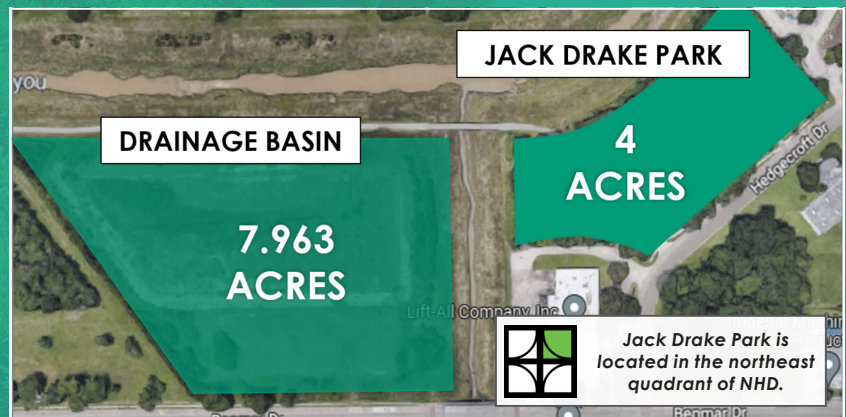 JACK DRAKE PARK
you
DRAINAGE BASIN
4
ACRES
Hedgecroft Dr
7.963
ACRES
Lift-All Company, Inc
Jack Drake Park is
located in the northeast
quadrant of NHD.
Benmar Dr